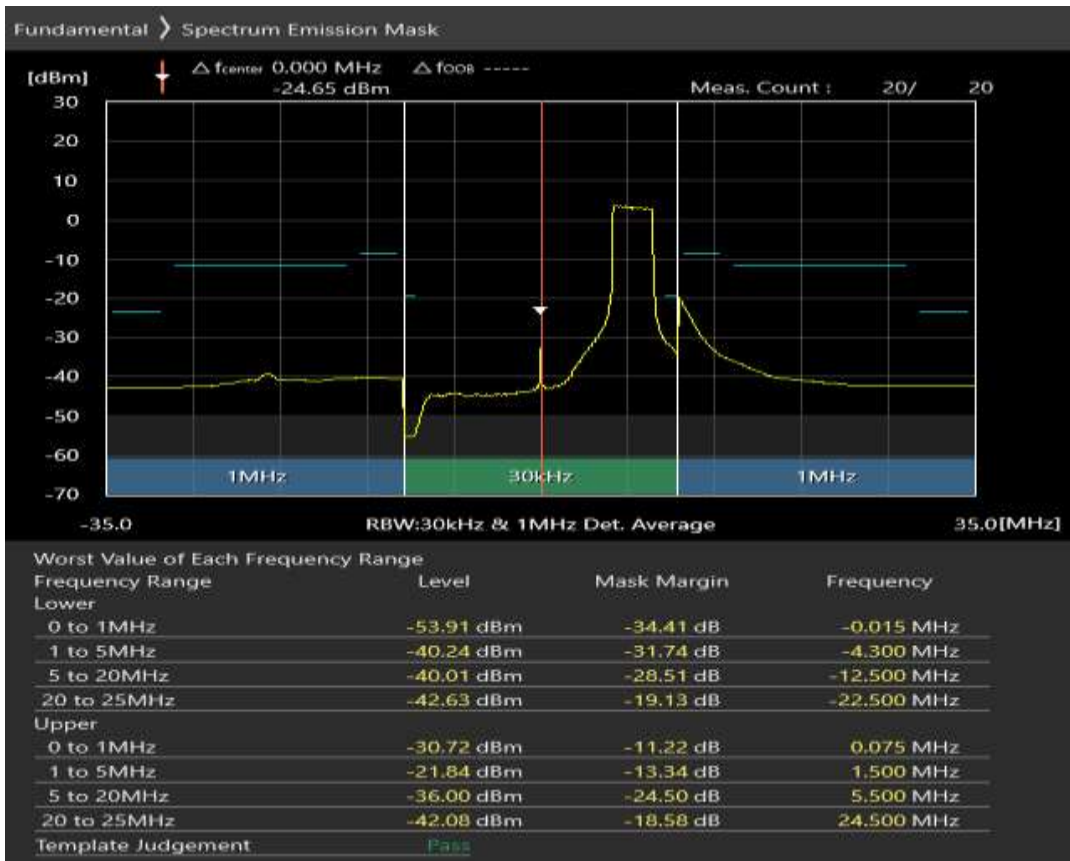 Fundamental ❯ Spectrum Emission Mask
[dBm] △ fcenter 0.000 MHz △ fOOB -----
-24.65 dBm Meas. Count : 20/ 20
30
20
10
0
-10
-20
-30
-40
-50
-60
1MHz 30kHz 1MHz
-70
-35.0 RBW:30kHz & 1MHz Det. Average 35.0[MHz]
Worst Value of Each Frequency Range
Frequency Range Level Mask Margin Frequency
Lower
0 to 1MHz -53.91 dBm -34.41 dB -0.015 MHz
1 to 5MHz -40.24 dBm -31.74 dB -4.300 MHz
5 to 20MHz -40.01 dBm -28.51 dB -12.500 MHz
20 to 25MHz -42.63 dBm -19.13 dB -22.500 MHz
Upper
0 to 1MHz -30.72 dBm -11.22 dB 0.075 MHz
1 to 5MHz -21.84 dBm -13.34 dB 1.500 MHz
5 to 20MHz -36.00 dBm -24.50 dB 5.500 MHz
20 to 25MHz -42.08 dBm -18.58 dB 24.500 MHz
Template Judgement Pass